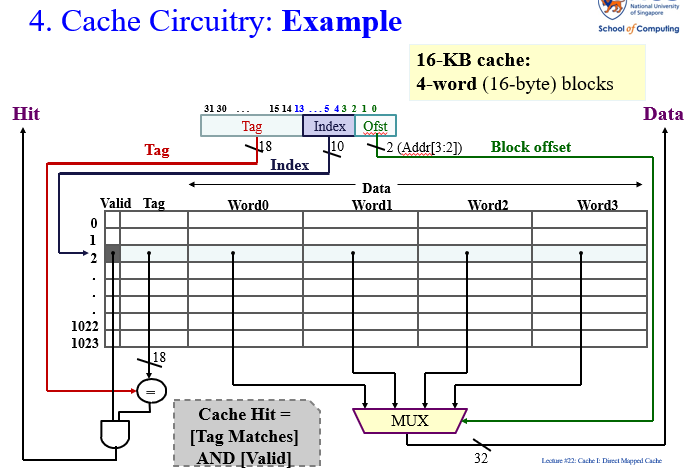 4. Cache Circuitry: Example
National University
of Singapore
School of Computing
16-KB cache:
4-word (16-byte) blocks
Hit
Data
31 30 ... 15 14 13 ... 5 4 3 2 1 0
Tag Index Ofst
18 10 2 (Addr[3:2]) Block offset
Tag
Index
Data
Valid Tag Word0 Word1 Word2 Word3
0
1
2
.
.
.
1022
1023
18
=
Cache Hit =
[Tag Matches]
AND [Valid]
MUX
32
Lecture #22: Cache I: Direct Mapped Cache